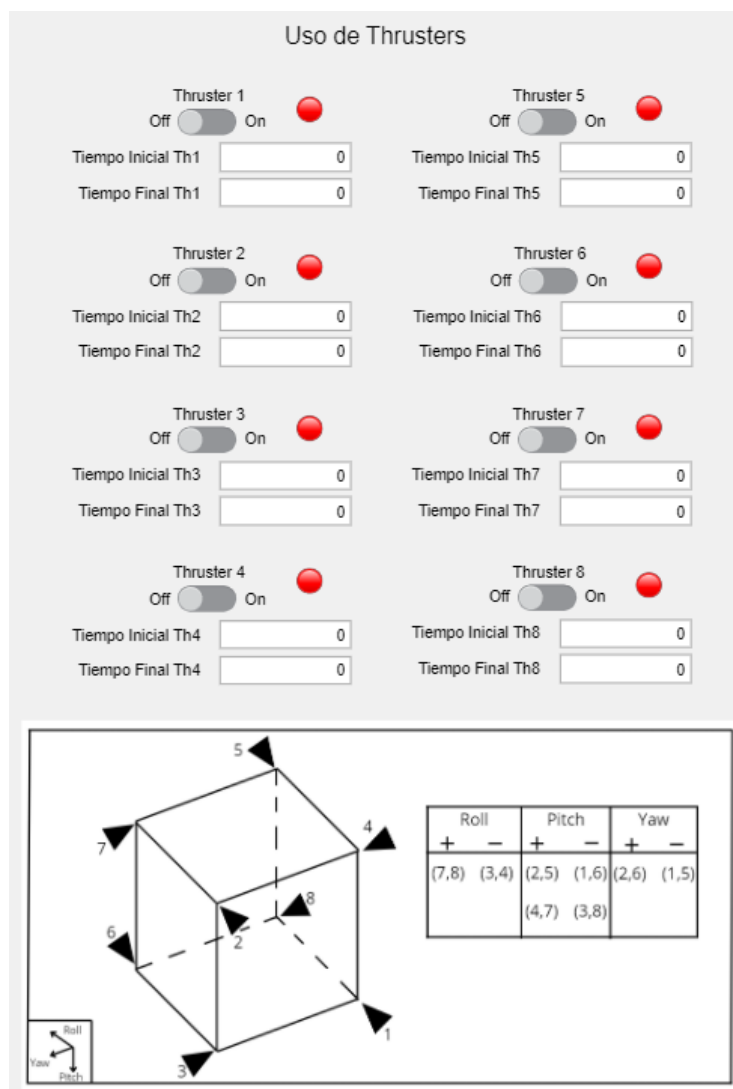 Uso de Thrusters
Thruster 1
Off On
Tiempo Inicial Th1 0
Tiempo Final Th1 0
Thruster 2
Off On
Tiempo Inicial Th2 0
Tiempo Final Th2 0
Thruster 3
Off On
Tiempo Inicial Th3 0
Tiempo Final Th3 0
Thruster 4
Off On
Tiempo Inicial Th4 0
Tiempo Final Th4 0
Thruster 5
Off On
Tiempo Inicial Th5 0
Tiempo Final Th5 0
Thruster 6
Off On
Tiempo Inicial Th6 0
Tiempo Final Th6 0
Thruster 7
Off On
Tiempo Inicial Th7 0
Tiempo Final Th7 0
Thruster 8
Off On
Tiempo Inicial Th8 0
Tiempo Final Th8 0
5
4
7
8
6
2
1
3
Roll
Yaw
Pitch
Roll Pitch Yaw
+ − + − + −
(7,8) (3,4) (2,5) (1,6) (2,6) (1,5)
(4,7) (3,8)